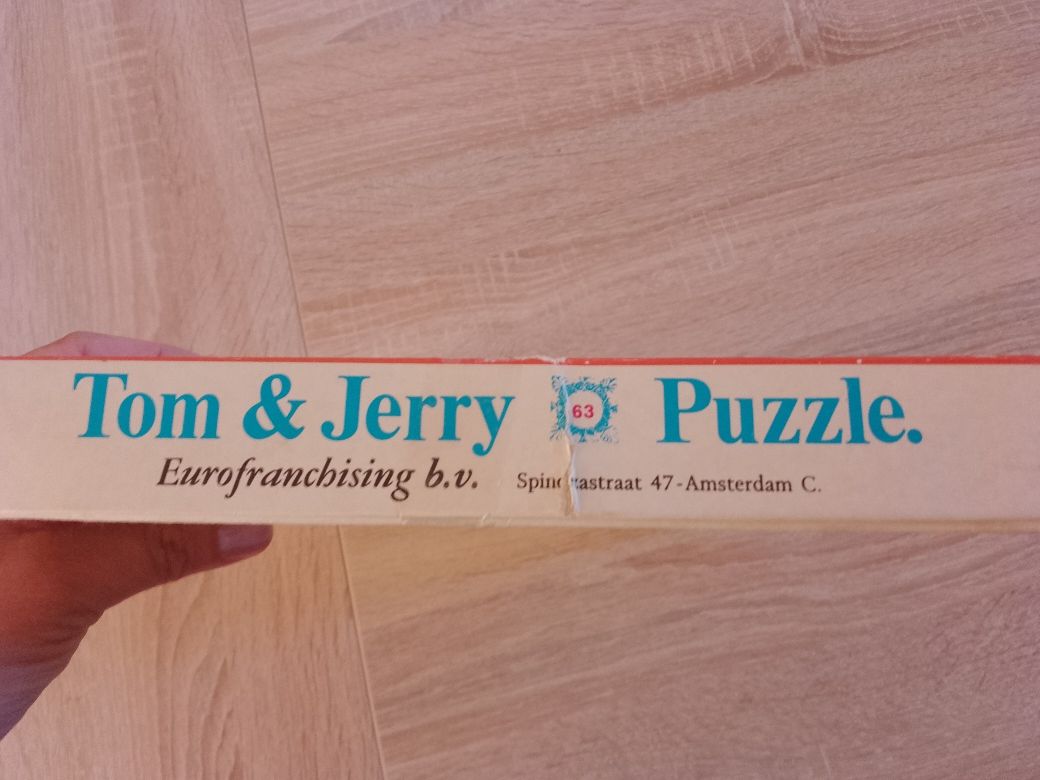 Tom & Jerry 63 Puzzle.
Eurofranchising b.v. 47-Amsterdam C.